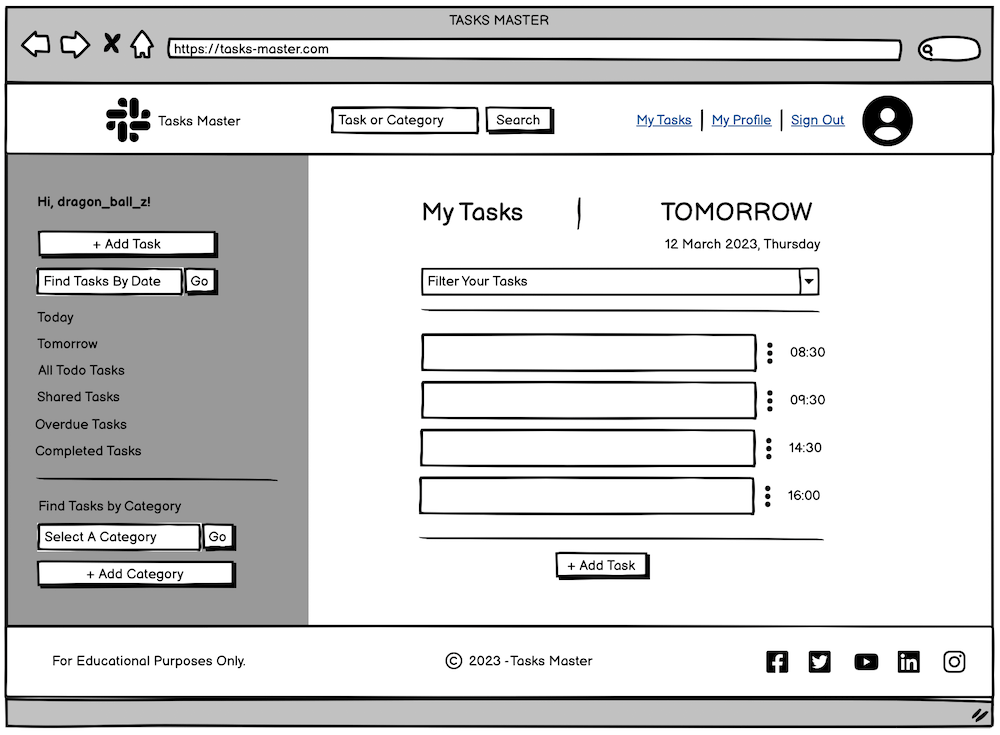 TASKS MASTER
https://tasks-master.com
Tasks Master
Task or Category
Search
My Tasks
My Profile
Sign Out
Hi, dragon_ball_z!
+ Add Task
Find Tasks By Date
Go
Today
Tomorrow
All Todo Tasks
Shared Tasks
Overdue Tasks
Completed Tasks
Find Tasks by Category
Select A Category
Go
+ Add Category
My Tasks
TOMORROW
12 March 2023, Thursday
Filter Your Tasks
08:30
09:30
14:30
16:00
+ Add Task
For Educational Purposes Only.
© 2023 -Tasks Master